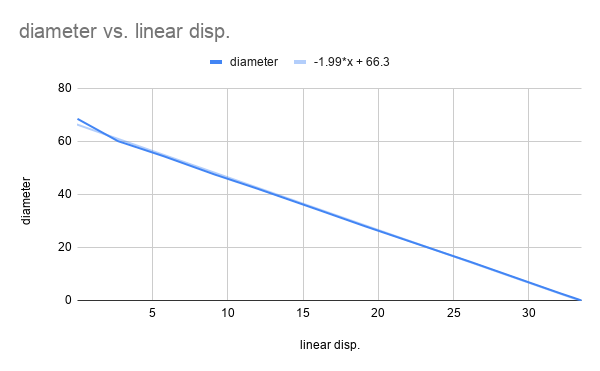 diameter vs. linear disp.
diameter -1.99*x + 66.3
80
60
40
20
0
diameter
5 10 15 20 25 30
linear disp.